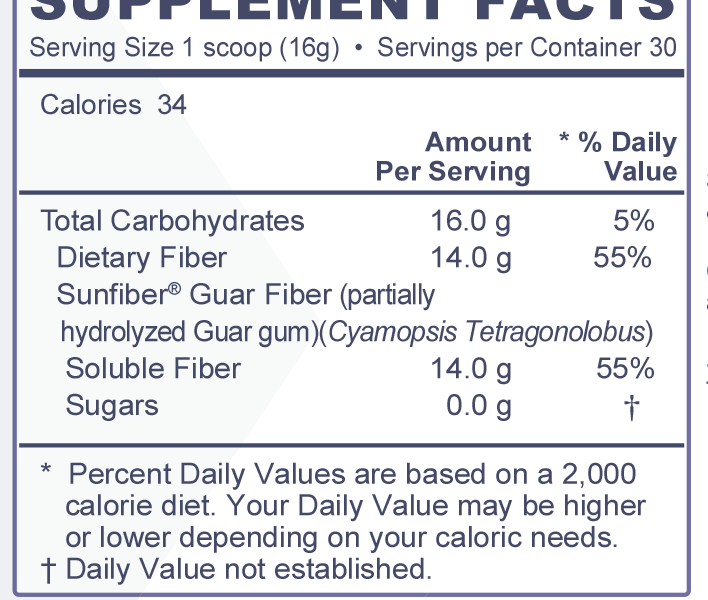 SUPPLEMENT FACTS
Serving Size 1 scoop (16g) • Servings per Container 30
Calories 34
Amount Per Serving * % Daily Value
Total Carbohydrates 16.0 g 5%
Dietary Fiber 14.0 g 55%
Sunfiber® Guar Fiber (partially
hydrolyzed Guar gum)(Cyamopsis Tetragonolobus)
Soluble Fiber 14.0 g 55%
Sugars 0.0 g †
* Percent Daily Values are based on a 2,000
calorie diet. Your Daily Value may be higher
or lower depending on your caloric needs.
† Daily Value not established.